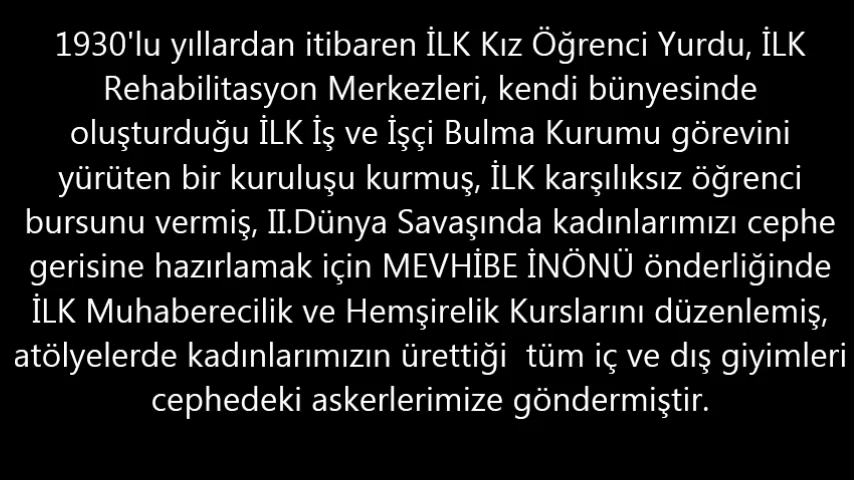 1930'lu yıllardan itibaren İLK Kız Öğrenci Yurdu, İLK
Rehabilitasyon Merkezleri, kendi bünyesinde
oluşturduğu İLK İş ve İşçi Bulma Kurumu görevini
yürüten bir kuruluşu kurmuş, İLK karşılıksız öğrenci
bursunu vermiş, II.Dünya Savaşında kadınlarımızı cephe
gerisine hazırlamak için MEVHİBE İNÖNÜ önderliğinde
İLK Muhaberecilik ve Hemşirelik Kurslarını düzenlemiş,
atölyelerde kadınlarımızın ürettiği  tüm iç ve dış giyimleri
cephedeki askerlerimize göndermiştir.